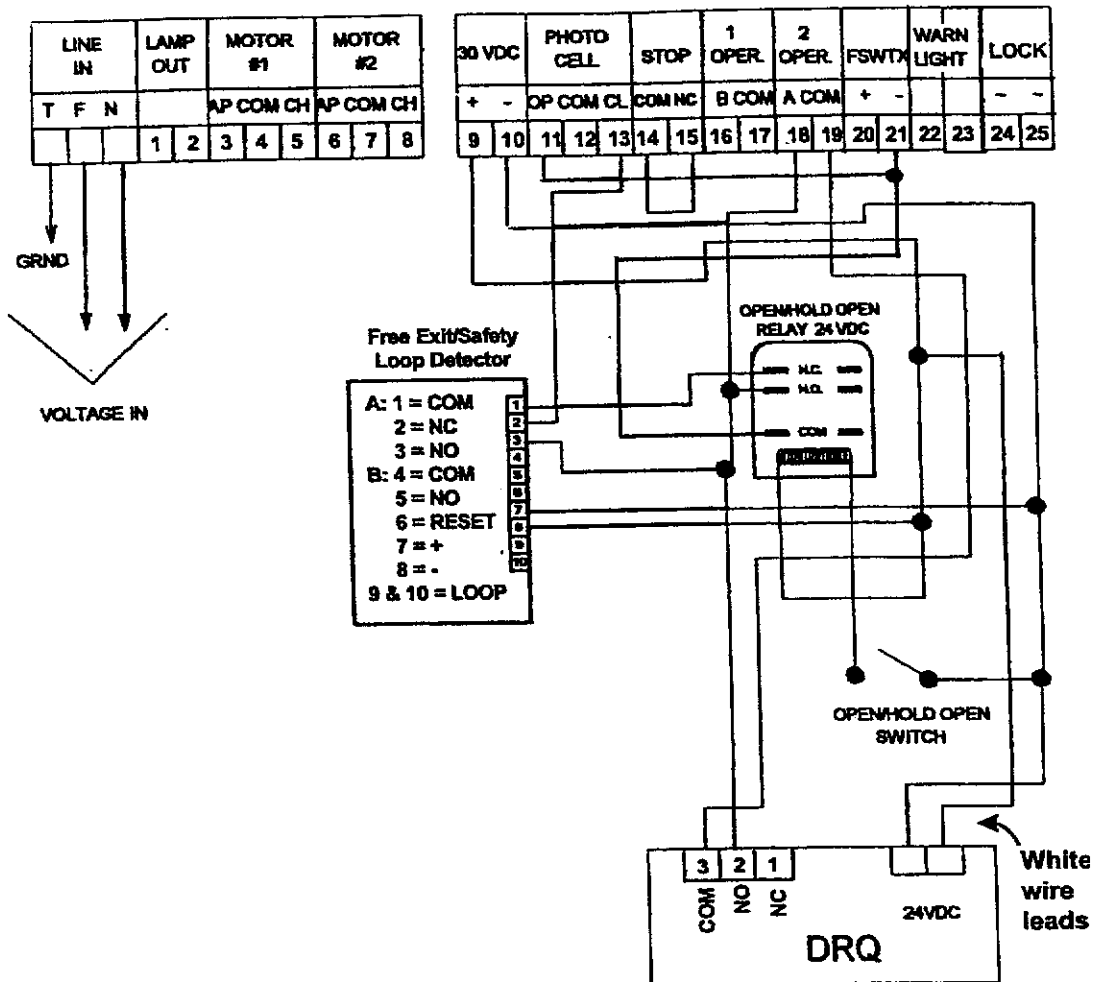 LINE IN
LAMP OUT
MOTOR #1
MOTOR #2
T F N
AP COM CH
AP COM CH
1 2 3 4 5 6 7 8
30 VDC
PHOTO CELL
STOP
1 OPER.
2 OPER.
FSWTX
WARN LIGHT
LOCK
+ -
OP COM CL
COM NC
B COM
A COM
+ -
~ ~
9 10 11 12 13 14 15 16 17 18 19 20 21 22 23 24 25
GRND
VOLTAGE IN
Free Exit/Safety
Loop Detector
A: 1 = COM
2 = NC
3 = NO
B: 4 = COM
5 = NO
6 = RESET
7 = +
8 = -
9 & 10 = LOOP
1
2
3
4
5
6
7
8
9
10
OPEN/HOLD OPEN
RELAY 24 VDC
N.C.
N.O.
COM
OPEN/HOLD OPEN
SWITCH
3 2 1
COM
NO
NC
24VDC
DRQ
White
wire
leads